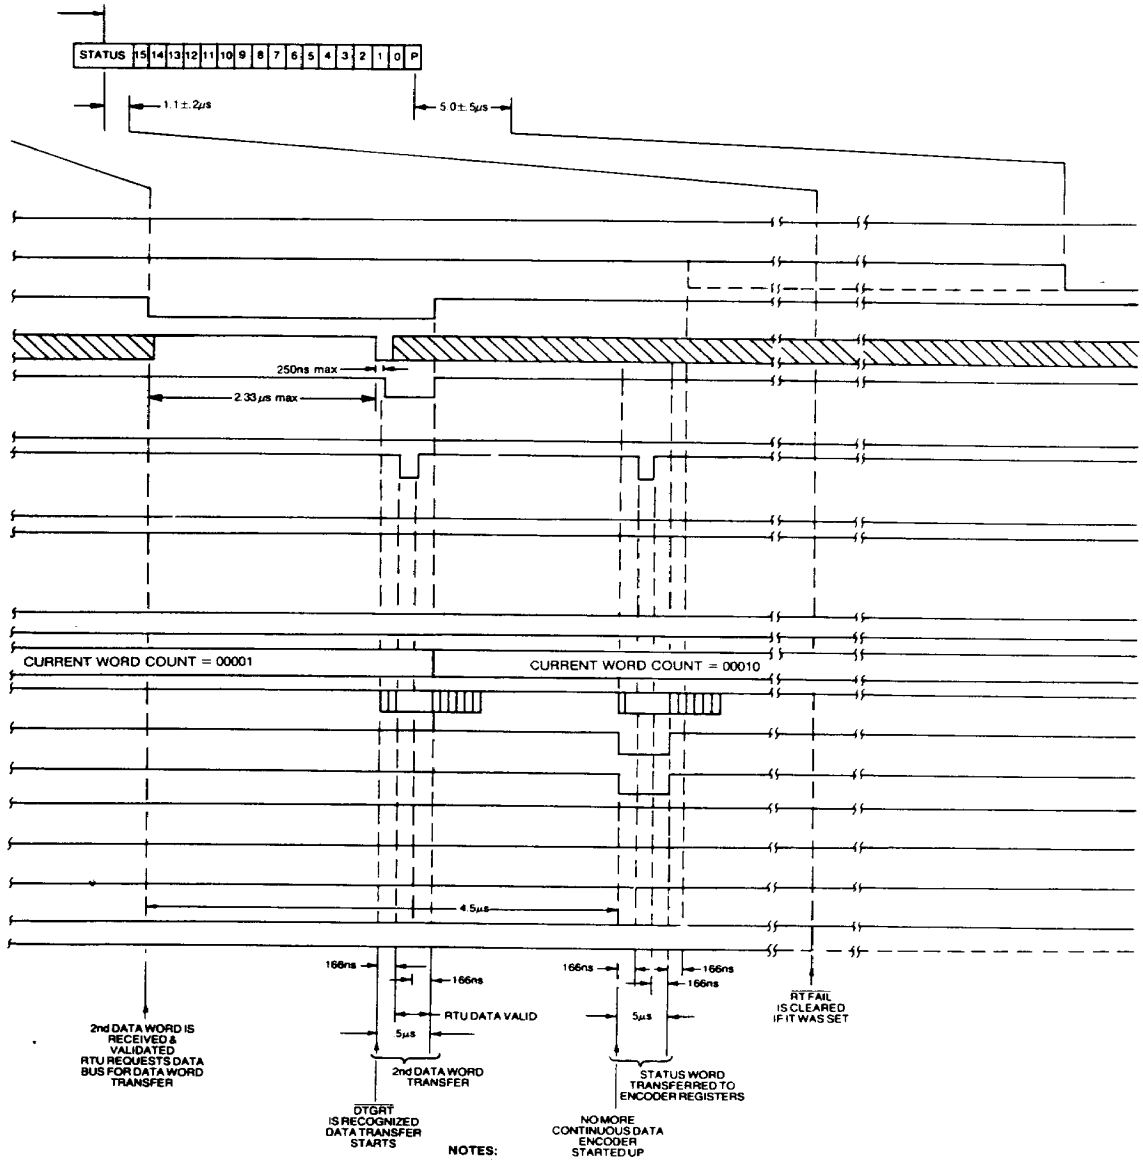 STATUS 15 14 13 12 11 10 9 8 7 6 5 4 3 2 1 0 P
1.1±.2µs
5.0±.5µs
250ns max
2.33µs max
CURRENT WORD COUNT = 00001
CURRENT WORD COUNT = 00010
4.5µs
166ns
166ns
166ns
166ns
166ns
RTU DATA VALID
.5µs
.5µs
2nd DATA WORD IS
RECEIVED &
VALIDATED
RTU REQUESTS DATA
BUS FOR DATA WORD
TRANSFER
2nd DATA WORD
TRANSFER
DTGRT
IS RECOGNIZED
DATA TRANSFER
STARTS
STATUS WORD
TRANSFERRED TO
ENCODER REGISTERS
NO MORE
CONTINUOUS DATA
ENCODER
STARTED UP
RT FAIL
IS CLEARED
IF IT WAS SET
NOTES: